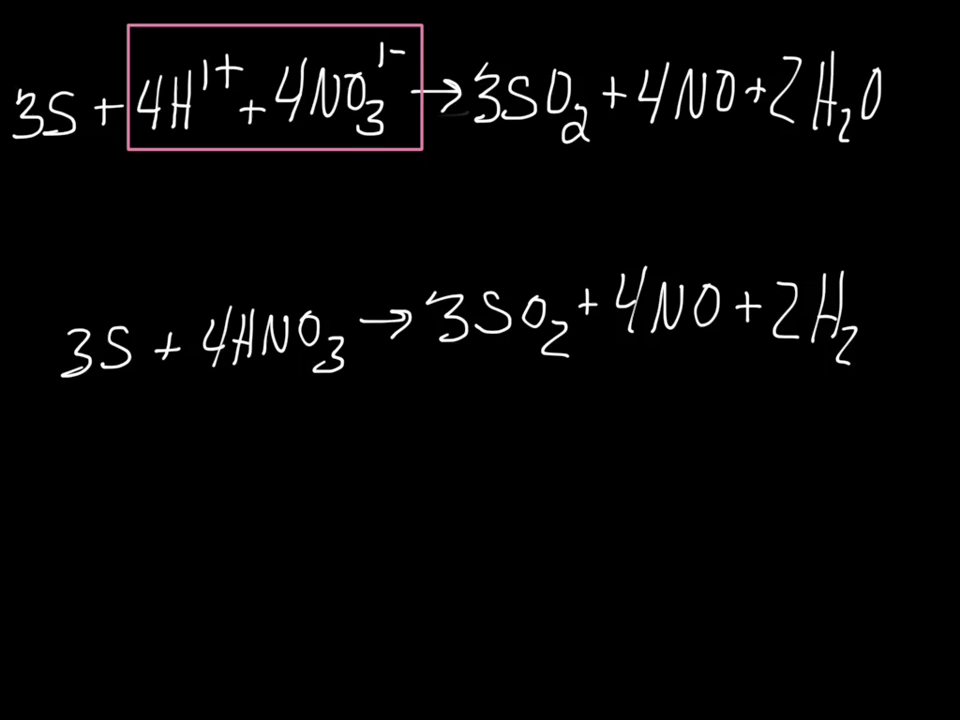 3S + 4H¹⁺ + 4NO₃¹⁻ → 3SO₂ + 4NO + 2H₂O
3S + 4HNO₃ → 3SO₂ + 4NO + 2H₂